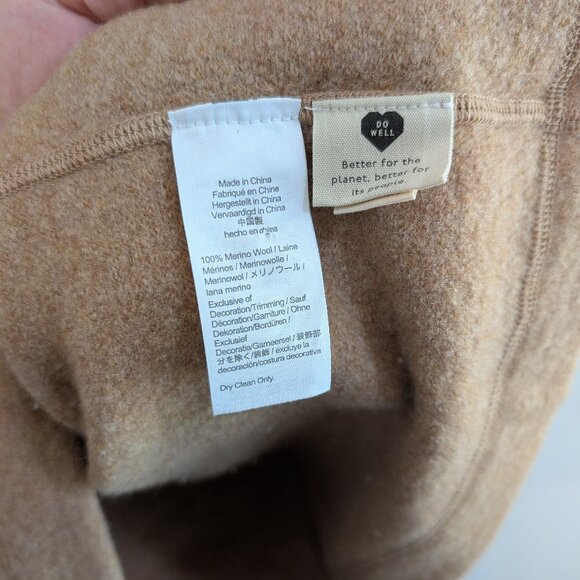 Made in China
Fabriqué en Chine
Hergestellt in China
Vervaardigd in China
中国製
hecho en china
100% Merino Wool / Laine
Mérinos / Merinowolle /
Merinowol / メリノウール /
lana merino
Exclusive of
Decoration/Trimming / Sauf
Décoration/Garniture / Ohne
Dekoration/Bordüren /
Exclusief
Decoratie/Garneersel / 装飾部
分を除く/装飾 / excluye la
decoración/costura decorativa
Dry Clean Only.
DO
WELL
Better for the
planet, better for
its people.